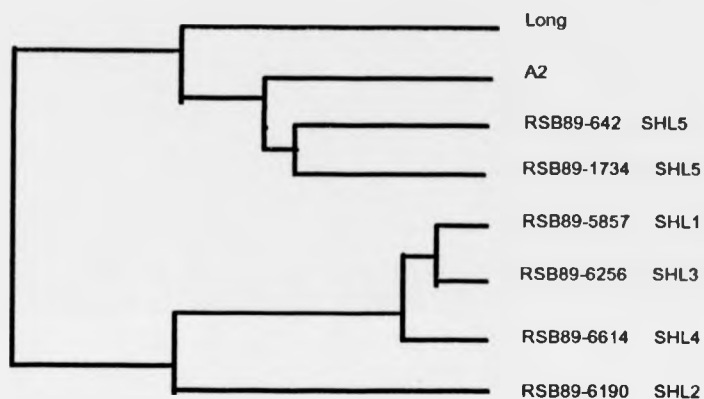 Long
A2
RSB89-642 SHL5
RSB89-1734 SHL5
RSB89-5857 SHL1
RSB89-6256 SHL3
RSB89-6614 SHL4
RSB89-6190 SHL2